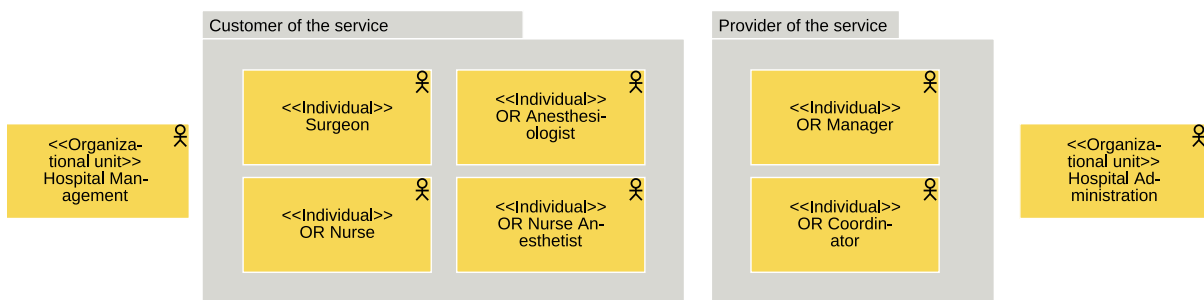 Customer of the service
Provider of the service
<<Organiza-
tional unit>>
Hospital Man-
agement
<<Individual>>
Surgeon
<<Individual>>
OR Anesthesi-
ologist
<<Individual>>
OR Nurse
<<Individual>>
OR Nurse An-
esthetist
<<Individual>>
OR Manager
<<Individual>>
OR Coordin-
ator
<<Organiza-
tional unit>>
Hospital Ad-
ministration